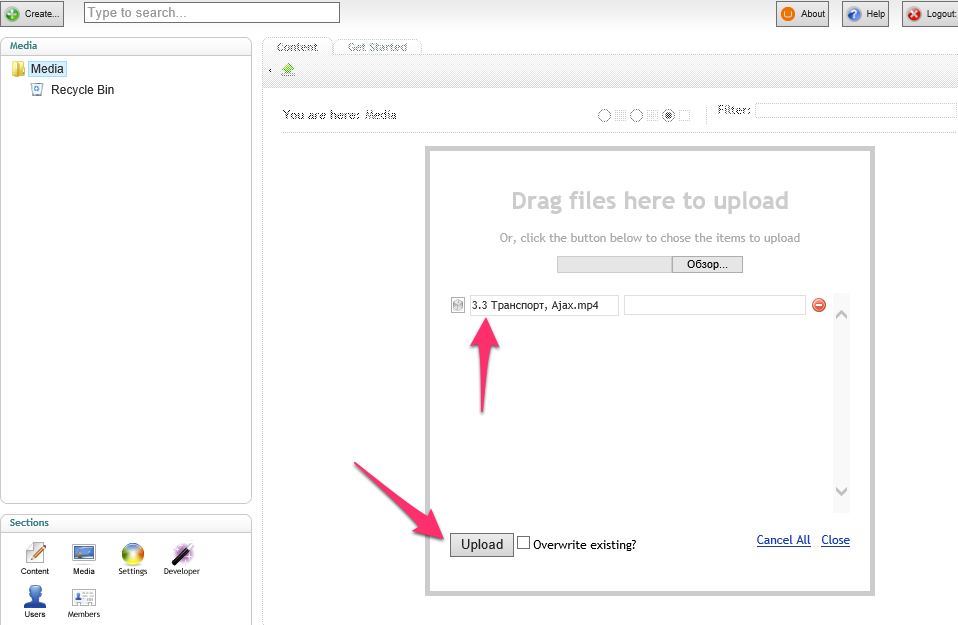 Create...
Type to search...
About
Help
Logout:
Media
Media
Recycle Bin
Content
Get Started
You are here: Media
Filter:
Drag files here to upload
Or, click the button below to chose the items to upload
Обзор...
3.3 Транспорт, Ajax.mp4
Upload
Overwrite existing?
Cancel All
Close
Sections
Content
Media
Settings
Developer
Users
Members